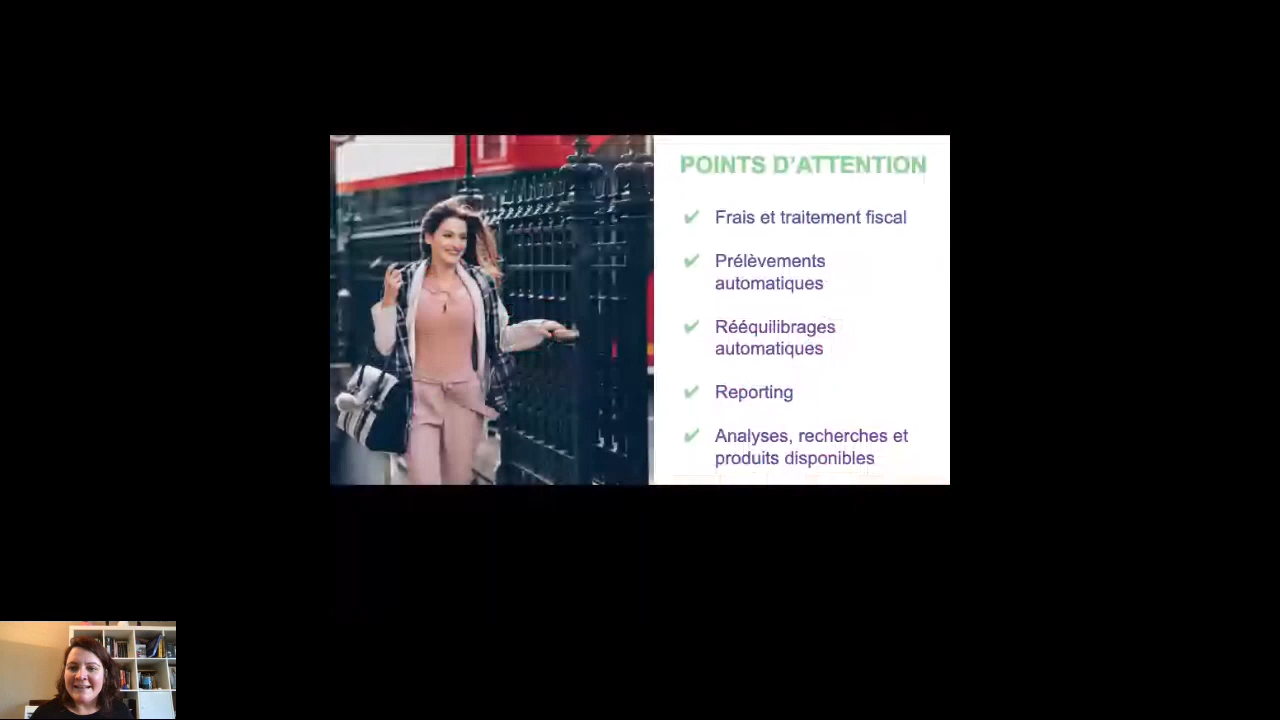 POINTS D'ATTENTION
✔ Frais et traitement fiscal
✔ Prélèvements
automatiques
✔ Rééquilibrages
automatiques
✔ Reporting
✔ Analyses, recherches et
produits disponibles